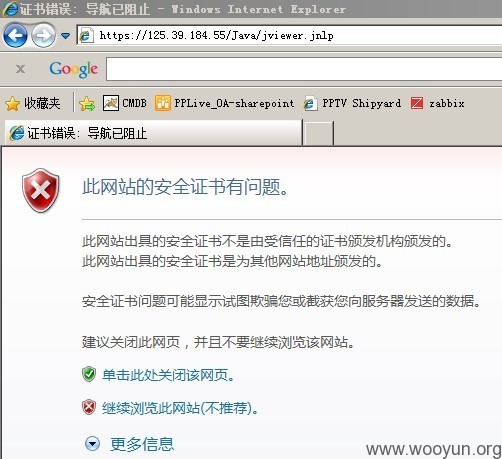 证书错误: 导航已阻止 - Windows Internet Explorer
https://125.39.184.55/Java/jviewer.jnlp
x Google
收藏夹 CMDB PPLive_OA-sharepoint PPTV Shipyard zabbix
证书错误: 导航已阻止
此网站的安全证书有问题。
此网站出具的安全证书不是由受信任的证书颁发机构颁发的。
此网站出具的安全证书是为其他网站地址颁发的。
安全证书问题可能显示试图欺骗您或截获您向服务器发送的数据。
建议关闭此网页，并且不要继续浏览该网站。
单击此处关闭该网页。
继续浏览此网站(不推荐)。
更多信息
www.wooyun.org